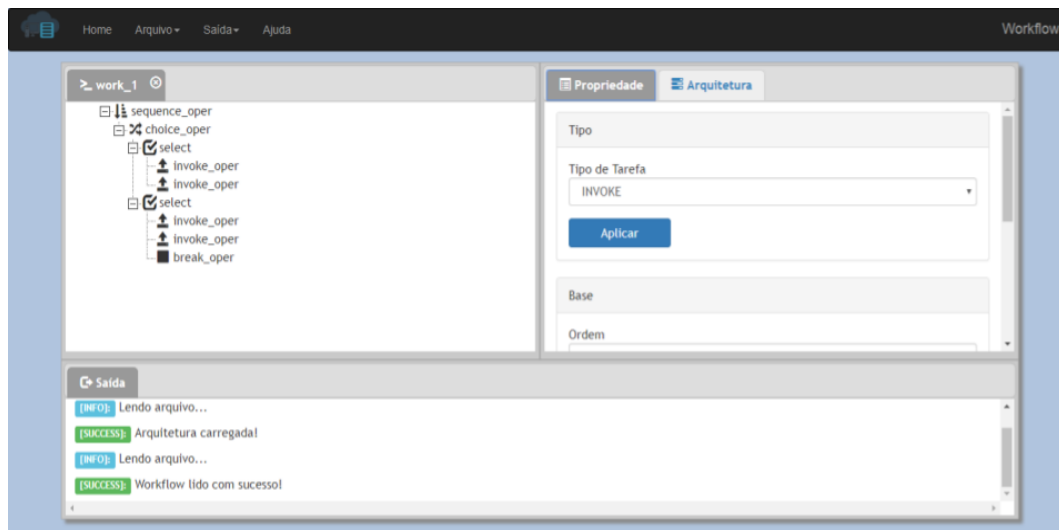 Home Arquivo Saída Ajuda Workflow
work_1
sequence_oper
choice_oper
select
invoke_oper
invoke_oper
select
invoke_oper
invoke_oper
break_oper
Propriedade Arquitetura
Tipo
Tipo de Tarefa
INVOKE
Aplicar
Base
Ordem
Saída
[INFO]: Lendo arquivo...
[SUCCESS]: Arquitetura carregada!
[INFO]: Lendo arquivo...
[SUCCESS]: Workflow lido com sucesso!